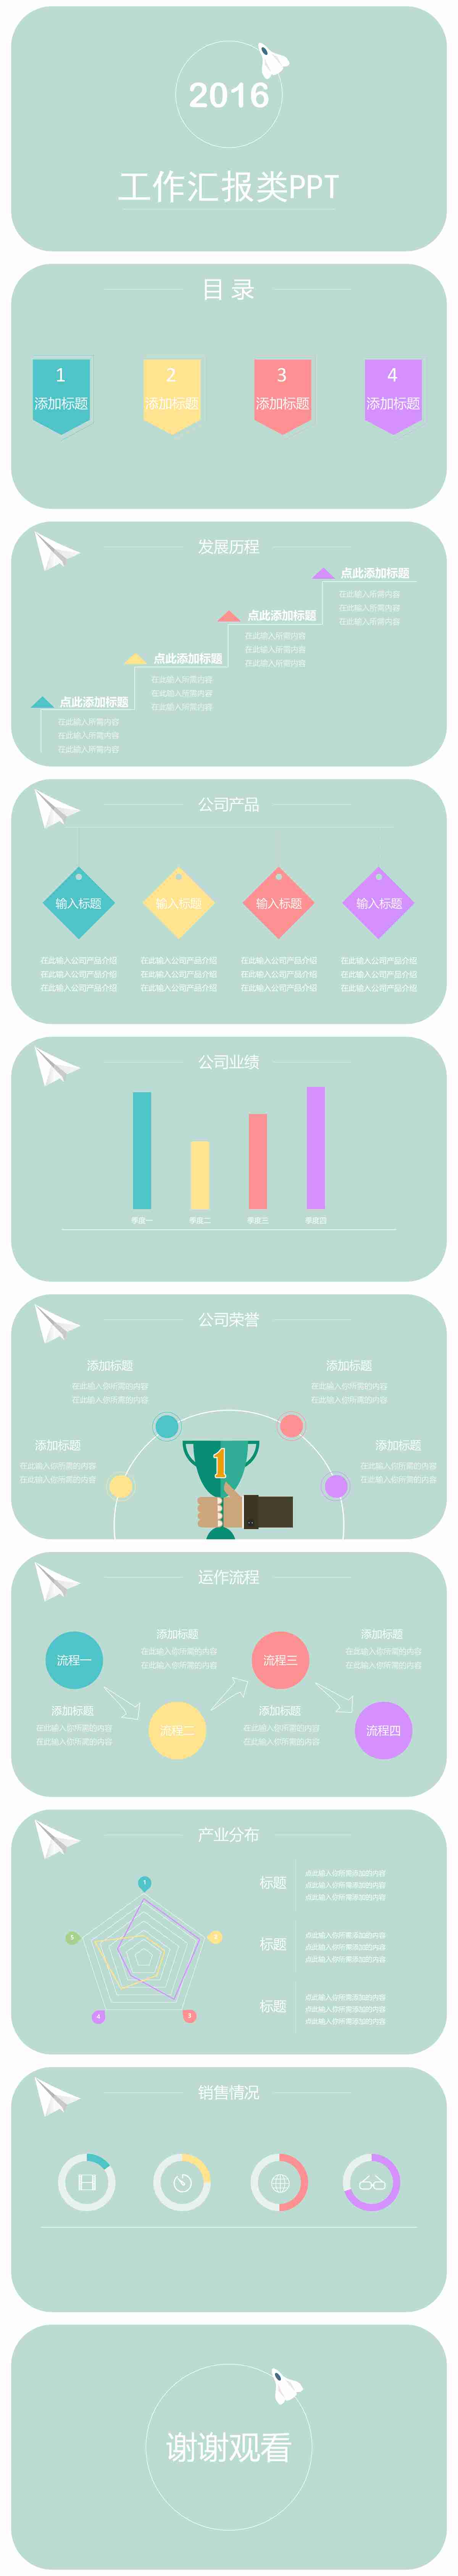 2016
工作汇报类PPT
目 录
1
添加标题
2
添加标题
3
添加标题
4
添加标题
发展历程
点此添加标题
在此输入所需内容
在此输入所需内容
在此输入所需内容
点此添加标题
在此输入所需内容
在此输入所需内容
在此输入所需内容
点此添加标题
在此输入所需内容
在此输入所需内容
在此输入所需内容
点此添加标题
在此输入所需内容
在此输入所需内容
在此输入所需内容
公司产品
输入标题
输入标题
输入标题
输入标题
在此输入公司产品介绍
在此输入公司产品介绍
在此输入公司产品介绍
在此输入公司产品介绍
在此输入公司产品介绍
在此输入公司产品介绍
在此输入公司产品介绍
在此输入公司产品介绍
在此输入公司产品介绍
在此输入公司产品介绍
在此输入公司产品介绍
在此输入公司产品介绍
公司业绩
季度一
季度二
季度三
季度四
公司荣誉
添加标题
在此输入你所需的内容
在此输入你所需的内容
添加标题
在此输入你所需的内容
在此输入你所需的内容
添加标题
在此输入你所需的内容
在此输入你所需的内容
添加标题
在此输入你所需的内容
在此输入你所需的内容
1
运作流程
流程一
添加标题
在此输入你所需的内容
在此输入你所需的内容
流程三
添加标题
在此输入你所需的内容
在此输入你所需的内容
添加标题
在此输入你所需的内容
在此输入你所需的内容
流程二
添加标题
在此输入你所需的内容
在此输入你所需的内容
流程四
产业分布
1
5
4
3
标题
点此输入你所需添加的内容
点此输入你所需添加的内容
点此输入你所需添加的内容
标题
点此输入你所需添加的内容
点此输入你所需添加的内容
点此输入你所需添加的内容
标题
点此输入你所需添加的内容
点此输入你所需添加的内容
点此输入你所需添加的内容
销售情况
谢谢观看